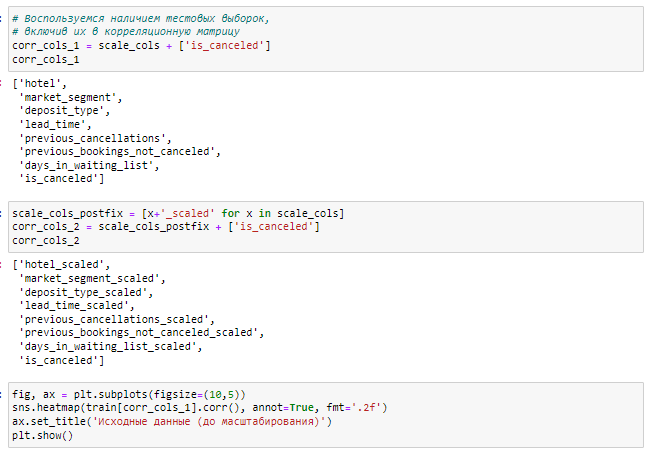 # Воспользуемся наличием тестовых выборок,
# включив их в корреляционную матрицу
corr_cols_1 = scale_cols + ['is_canceled']
corr_cols_1
['hotel',
 'market_segment',
 'deposit_type',
 'lead_time',
 'previous_cancellations',
 'previous_bookings_not_canceled',
 'days_in_waiting_list',
 'is_canceled']
scale_cols_postfix = [x+'_scaled' for x in scale_cols]
corr_cols_2 = scale_cols_postfix + ['is_canceled']
corr_cols_2
['hotel_scaled',
 'market_segment_scaled',
 'deposit_type_scaled',
 'lead_time_scaled',
 'previous_cancellations_scaled',
 'previous_bookings_not_canceled_scaled',
 'days_in_waiting_list_scaled',
 'is_canceled']
fig, ax = plt.subplots(figsize=(10,5))
sns.heatmap(train[corr_cols_1].corr(), annot=True, fmt='.2f')
ax.set_title('Исходные данные (до масштабирования)')
plt.show()